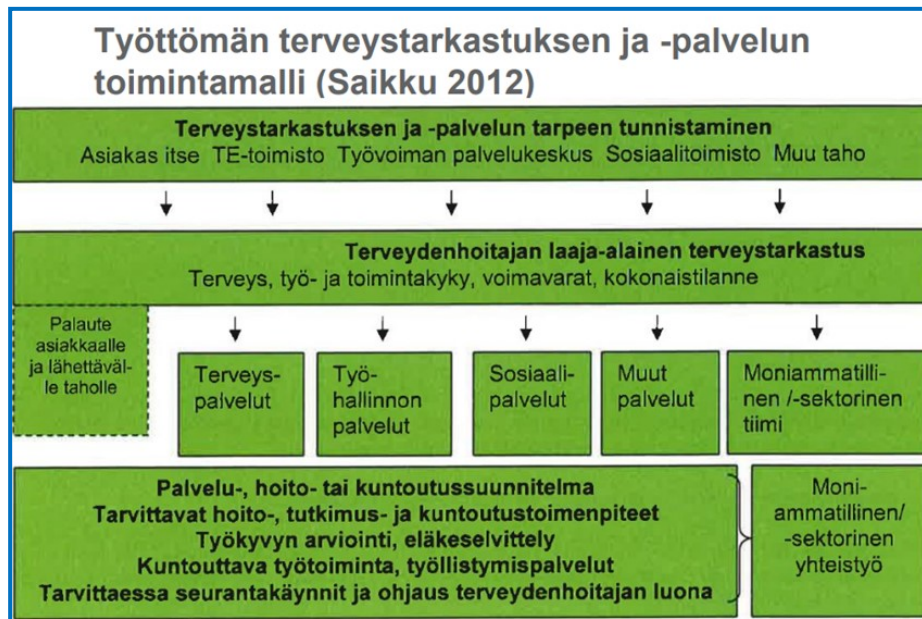 Työttömän terveystarkastuksen ja -palvelun
toimintamalli (Saikku 2012)
Terveystarkastuksen ja -palvelun tarpeen tunnistaminen
Asiakas itse TE-toimisto Työvoiman palvelukeskus Sosiaalitoimisto Muu taho
Terveydenhoitajan laaja-alainen terveystarkastus
Terveys, työ- ja toimintakyky, voimavarat, kokonaistilanne
Palaute
asiakkaalle
ja lähettäväl-
le taholle
Terveys-
palvelut
Työ-
hallinnon
palvelut
Sosiaali-
palvelut
Muut
palvelut
Moniammatilli-
nen /-sektorinen
tiimi
Palvelu-, hoito- tai kuntoutussuunnitelma
Tarvittavat hoito-, tutkimus- ja kuntoutustoimenpiteet
Työkyvyn arviointi, eläkeselvittely
Kuntouttava työtoiminta, työllistymispalvelut
Tarvittaessa seurantakäynnit ja ohjaus terveydenhoitajan luona
Moni-
ammatillinen/
-sektorinen
yhteistyö